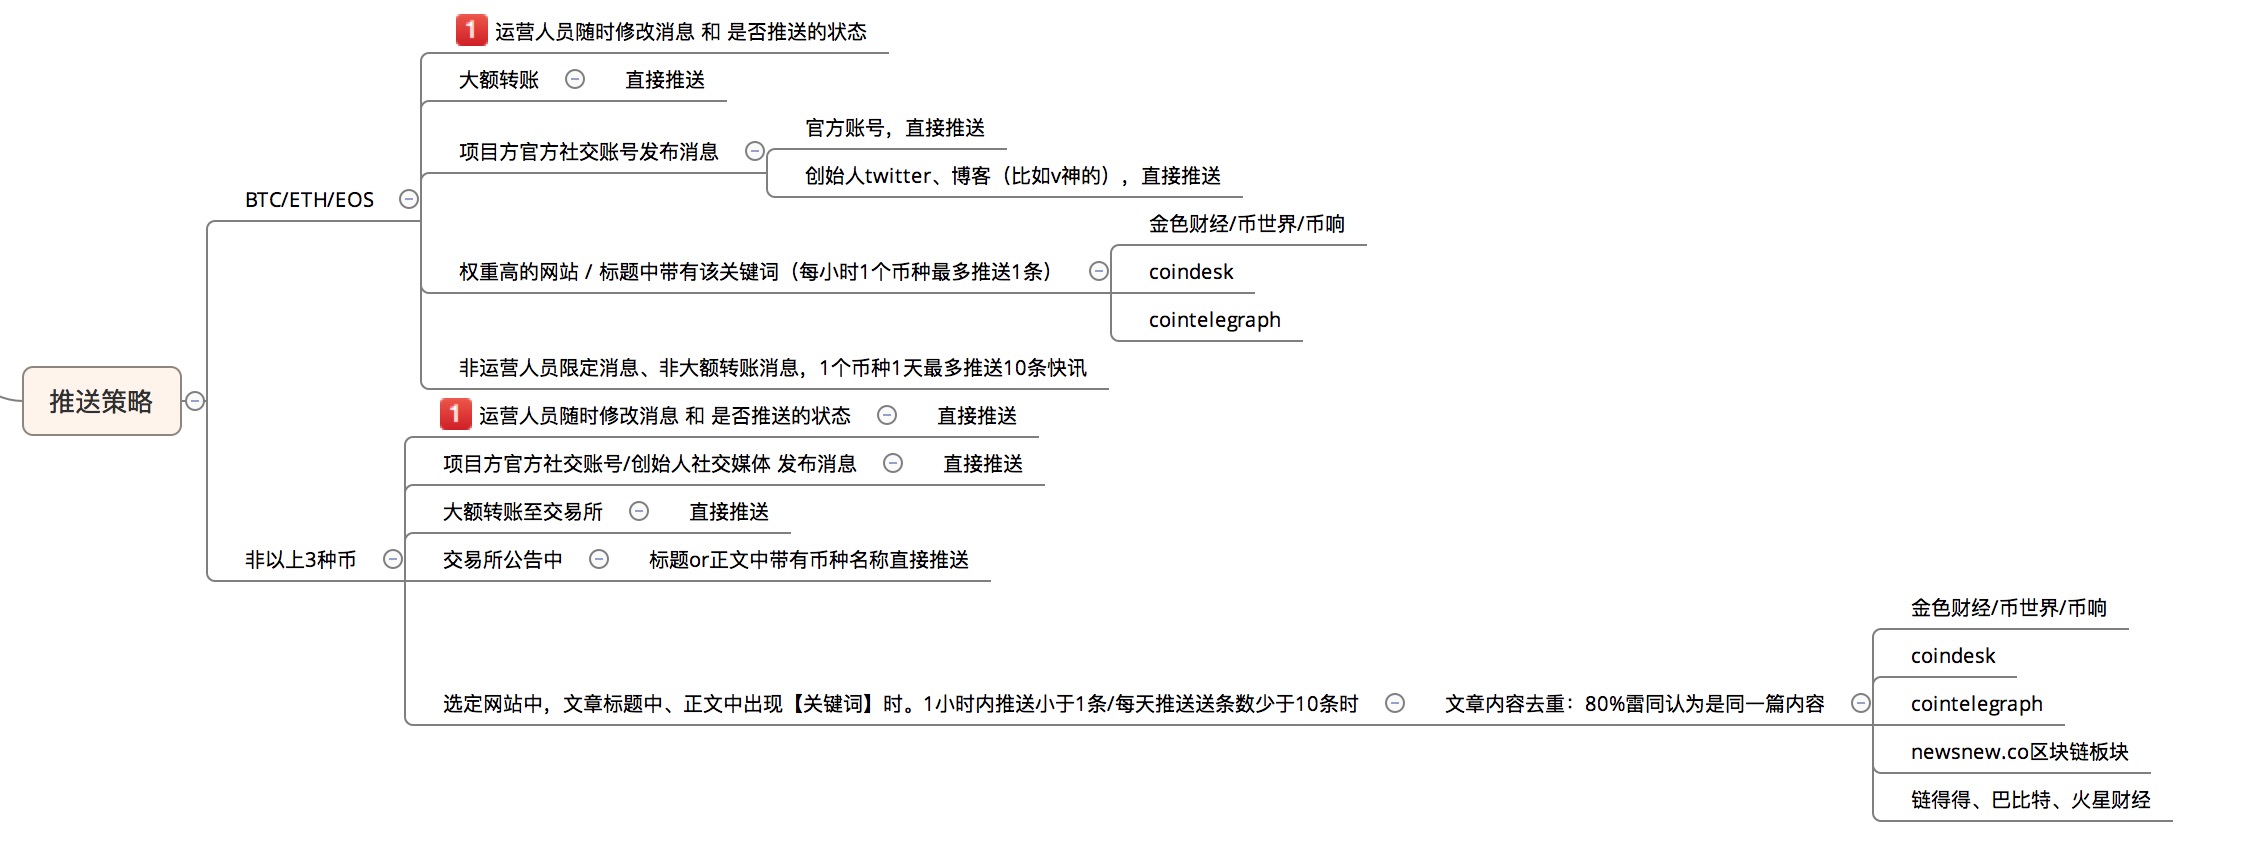 1 运营人员随时修改消息 和 是否推送的状态
大额转账 直接推送
官方账号，直接推送
项目方官方社交账号发布消息
创始人twitter、博客（比如v神的），直接推送
BTC/ETH/EOS
金色财经/币世界/币响
权重高的网站 / 标题中带有该关键词（每小时1个币种最多推送1条） coindesk
cointelegraph
非运营人员限定消息、非大额转账消息，1个币种1天最多推送10条快讯
推送策略
1 运营人员随时修改消息 和 是否推送的状态 直接推送
项目方官方社交账号/创始人社交媒体 发布消息 直接推送
大额转账至交易所 直接推送
非以上3种币 交易所公告中 标题or正文中带有币种名称直接推送
金色财经/币世界/币响
coindesk
选定网站中，文章标题中、正文中出现【关键词】时。1小时内推送小于1条/每天推送送条数少于10条时 文章内容去重：80%雷同认为是同一篇内容 cointelegraph
newsnew.co区块链板块
链得得、巴比特、火星财经